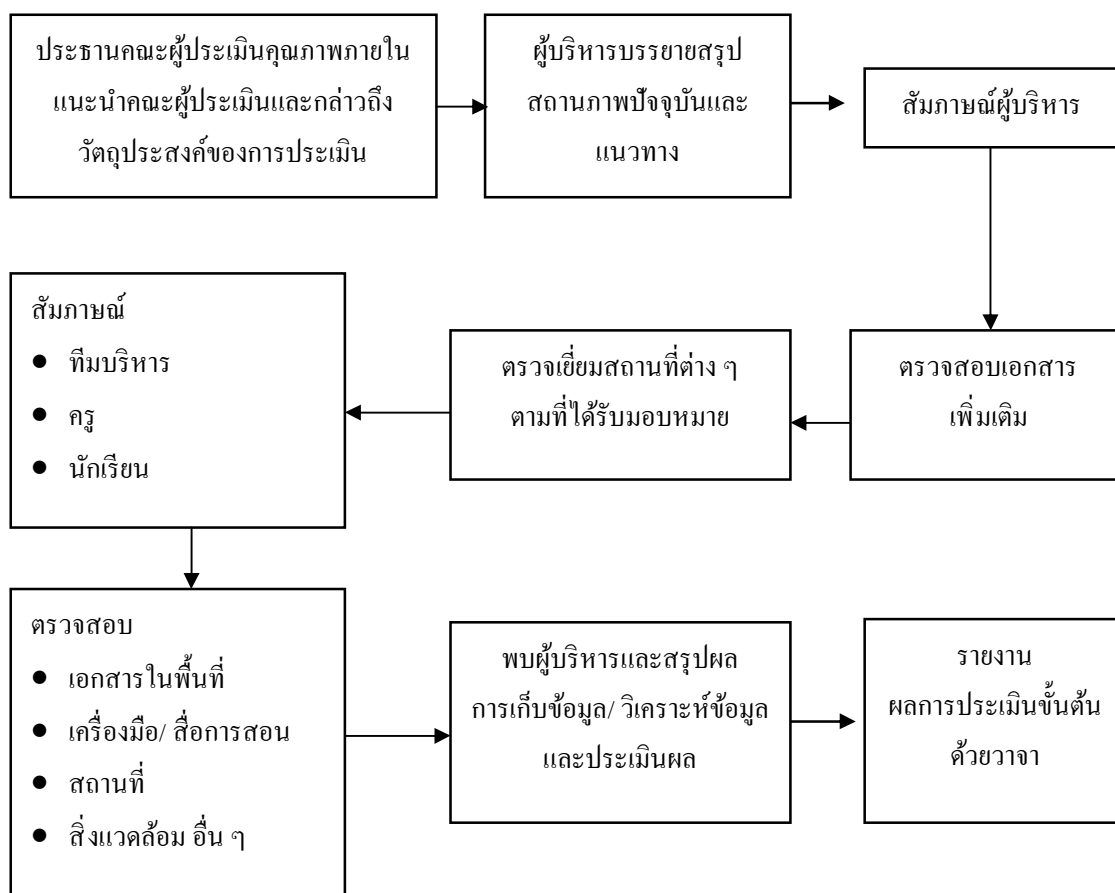 ประธานคณะผู้ประเมินคุณภาพภายใน
แนะนำคณะผู้ประเมินและกล่าวถึง
วัตถุประสงค์ของการประเมิน
ผู้บริหารบรรยายสรุป
สถานภาพปัจจุบันและ
แนวทาง
สัมภาษณ์ผู้บริหาร
ตรวจสอบเอกสาร
เพิ่มเติม
ตรวจเยี่ยมสถานที่ต่าง ๆ
ตามที่ได้รับมอบหมาย
สัมภาษณ์
● ทีมบริหาร
● ครู
● นักเรียน
ตรวจสอบ
● เอกสารในพื้นที่
● เครื่องมือ/ สื่อการสอน
● สถานที่
● สิ่งแวดล้อม อื่น ๆ
พบผู้บริหารและสรุปผล
การเก็บข้อมูล/ วิเคราะห์ข้อมูล
และประเมินผล
รายงาน
ผลการประเมินขั้นต้น
ด้วยวาจา